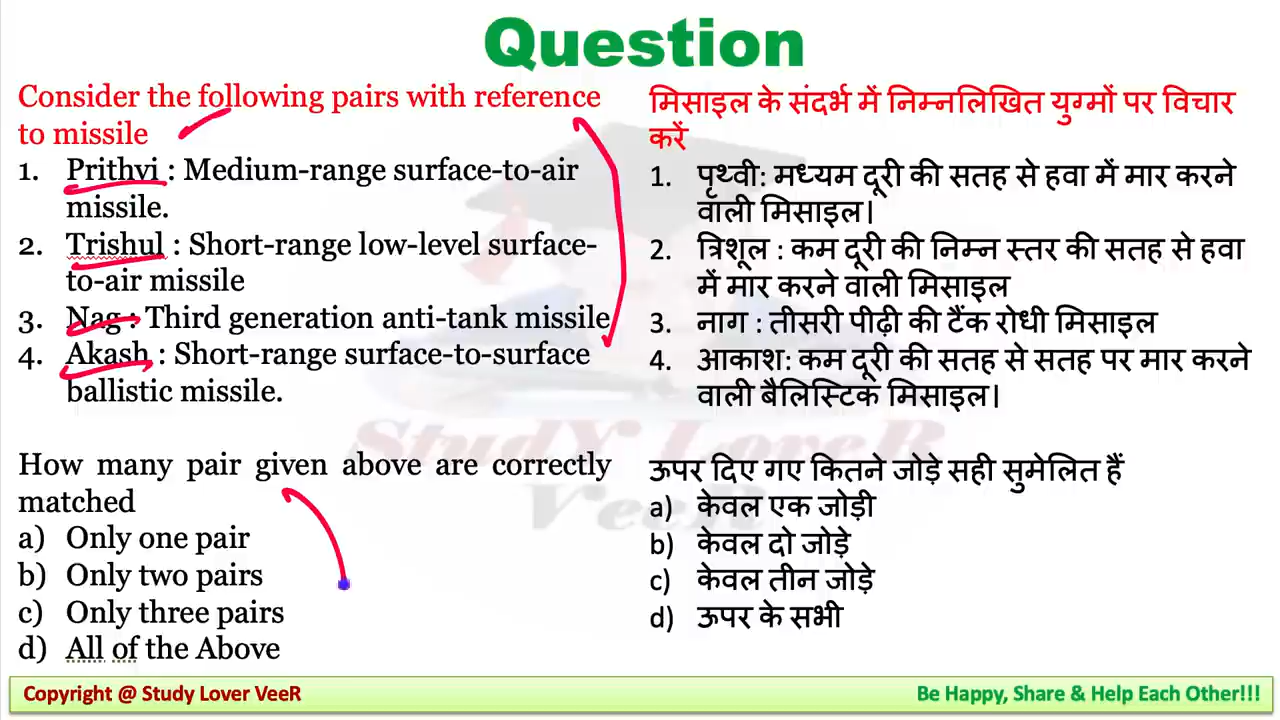 Question
Consider the following pairs with reference
to missile
1. Prithvi : Medium-range surface-to-air
missile.
2. Trishul : Short-range low-level surface-
to-air missile
3. Nag : Third generation anti-tank missile
4. Akash : Short-range surface-to-surface
ballistic missile.
How many pair given above are correctly
matched
a) Only one pair
b) Only two pairs
c) Only three pairs
d) All of the Above
मिसाइल के संदर्भ में निम्नलिखित युग्मों पर विचार
करें
1. पृथ्वी: मध्यम दूरी की सतह से हवा में मार करने
वाली मिसाइल।
2. त्रिशूल : कम दूरी की निम्न स्तर की सतह से हवा
में मार करने वाली मिसाइल
3. नाग : तीसरी पीढ़ी की टैंक रोधी मिसाइल
4. आकाश: कम दूरी की सतह से सतह पर मार करने
वाली बैलिस्टिक मिसाइल।
ऊपर दिए गए कितने जोड़े सही सुमेलित हैं
a) केवल एक जोड़ी
b) केवल दो जोड़े
c) केवल तीन जोड़े
d) ऊपर के सभी
StudY LoveR
VeeR
Copyright @ Study Lover VeeR
Be Happy, Share & Help Each Other!!!